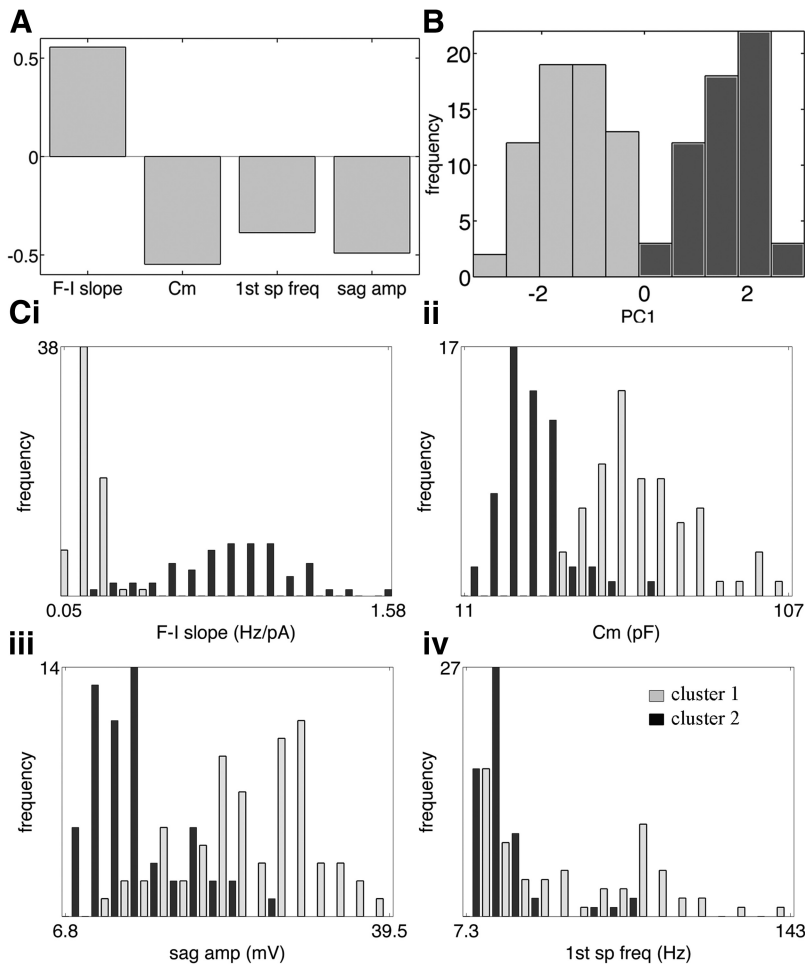 A
0.5
0
-0.5
F-I slope Cm 1st sp freq sag amp
B
frequency
20
15
10
5
0
-2 0 2
PC1
Ci
38
frequency
0.05 1.58
F-I slope (Hz/pA)
ii
17
frequency
11 107
Cm (pF)
iii
14
frequency
6.8 39.5
sag amp (mV)
iv
27
frequency
cluster 1
cluster 2
7.3 143
1st sp freq (Hz)